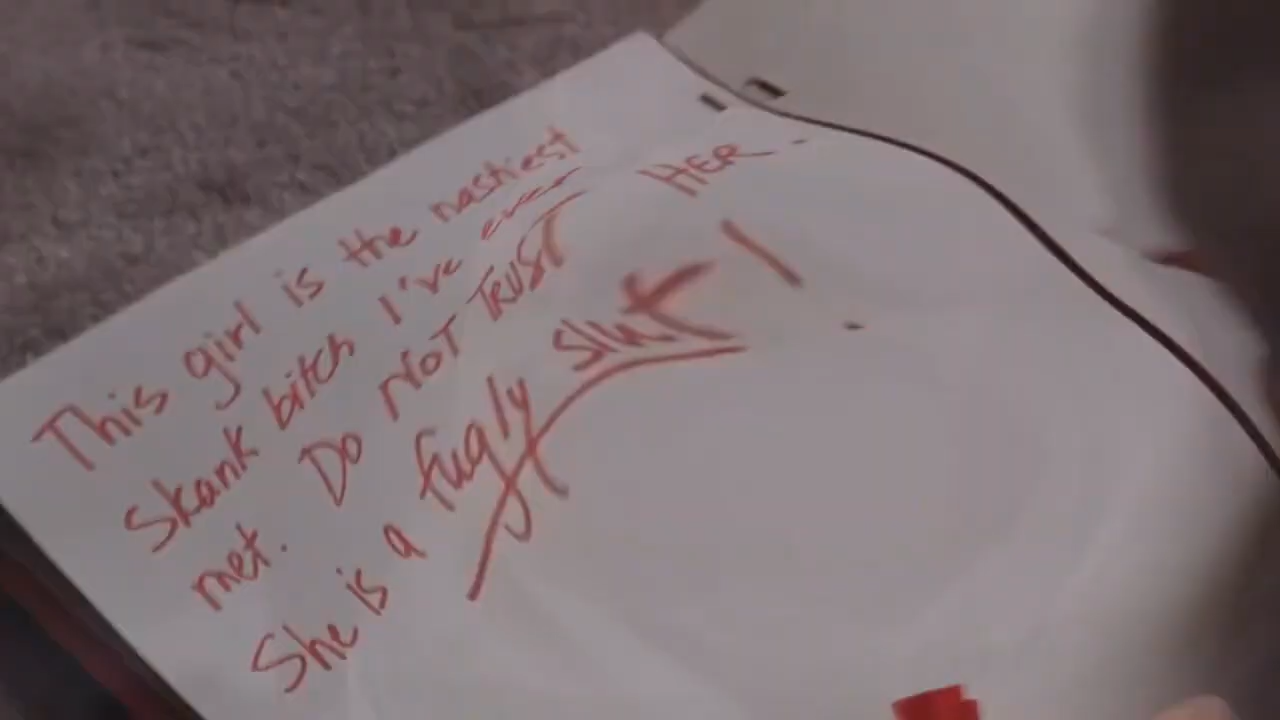 This girl is the nastiest
Skank bitch I've ever
met. Do NOT TRUST HER.
She is a fugly slut!